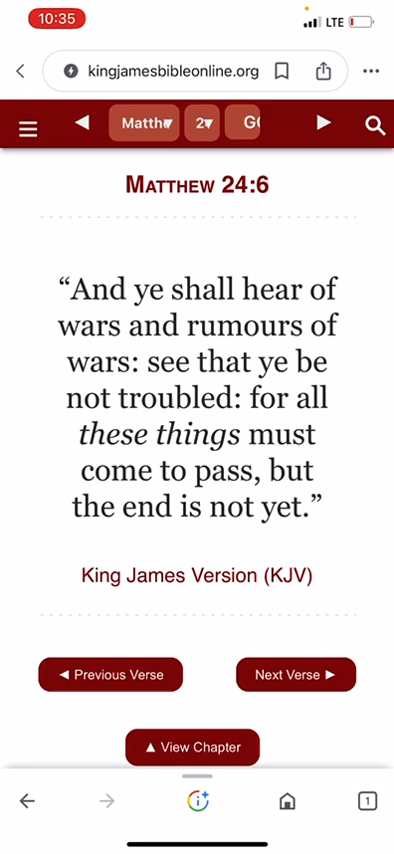 10:35
LTE
kingjamesbibleonline.org
Matth
2
MATTHEW 24:6
“And ye shall hear of
wars and rumours of
wars: see that ye be
not troubled: for all
these things must
come to pass, but
the end is not yet.”
King James Version (KJV)
◄ Previous Verse
Next Verse ►
▲ View Chapter
1